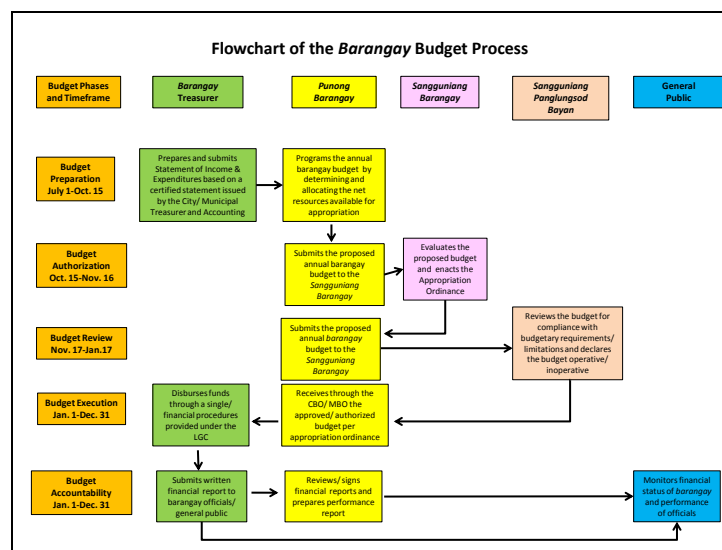 Flowchart of the Barangay Budget Process
Budget Phases
and Timeframe
Barangay
Treasurer
Punong
Barangay
Sangguniang
Barangay
Sangguniang
Panglungsod
Bayan
General
Public
Budget
Preparation
July 1-Oct. 15
Prepares and submits
Statement of Income &
Expenditures based on a
certified statement issued
by the City/ Municipal
Treasurer and Accounting
Programs the annual
barangay budget by
determining and
allocating the net
resources available for
appropriation
Budget
Authorization
Oct. 15-Nov. 16
Submits the proposed
annual barangay
budget to the
Sangguniang
Barangay
Evaluates the
proposed budget
and enacts the
Appropriation
Ordinance
Budget Review
Nov. 17-Jan.17
Submits the proposed
annual barangay
budget to the
Sangguniang
Barangay
Reviews the budget for
compliance with
budgetary requirements/
limitations and declares
the budget operative/
inoperative
Budget Execution
Jan. 1-Dec. 31
Disburses funds
through a single/
financial procedures
provided under the
LGC
Receives through the
CBO/ MBO the
approved/ authorized
budget per
appropriation ordinance
Budget
Accountability
Jan. 1-Dec. 31
Submits written
financial report to
barangay officials/
general public
Reviews/ signs
financial reports and
prepares performance
report
Monitors financial
status of barangay
and performance
of officials